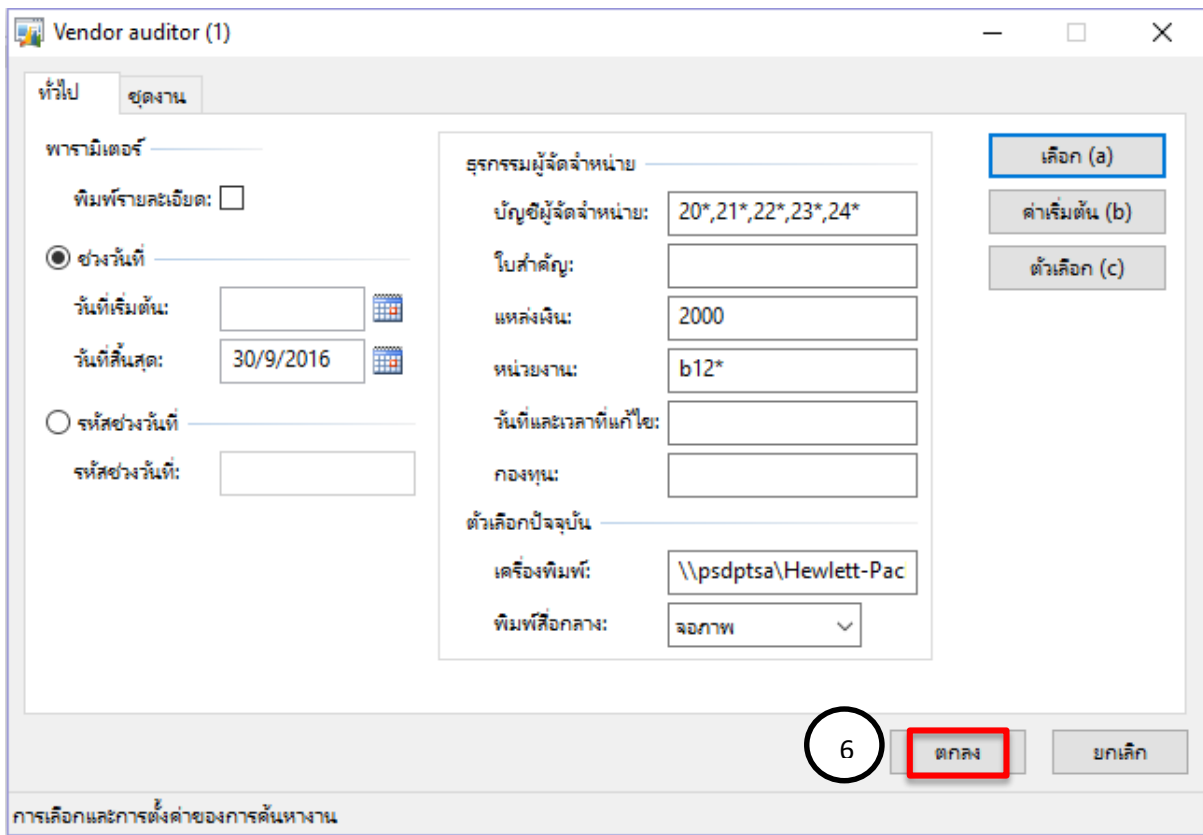 Vendor auditor (1)
ทั่วไป
ชุดงาน
พารามิเตอร์
พิมพ์รายละเอียด:
ช่วงวันที่
วันที่เริ่มต้น:
วันที่สิ้นสุด: 30/9/2016
รหัสช่วงวันที่
รหัสช่วงวันที่:
ธุรกรรมผู้จัดจำหน่าย
บัญชีผู้จัดจำหน่าย: 20*,21*,22*,23*,24*
ใบสำคัญ:
แหล่งเงิน: 2000
หน่วยงาน: b12*
วันที่และเวลาที่แก้ไข:
กองทุน:
ตัวเลือกปัจจุบัน
เครื่องพิมพ์: \\psdptsa\Hewlett-Pac
พิมพ์สื่อกลาง: จอภาพ
เลือก (a)
ค่าเริ่มต้น (b)
ตัวเลือก (c)
6
ตกลง
ยกเลิก
การเลือกและการตั้งค่าของการค้นหางาน